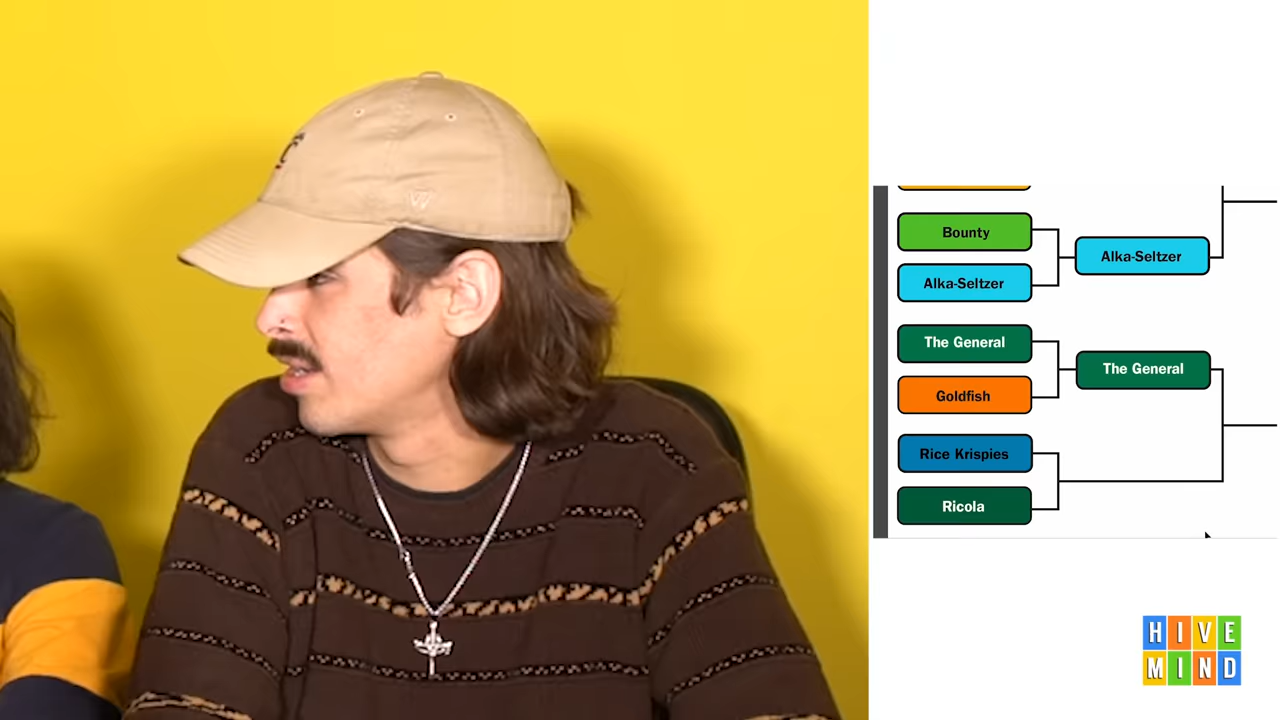 Bounty
Alka-Seltzer
Alka-Seltzer
The General
Goldfish
The General
Rice Krispies
Ricola
HIVE
MIND